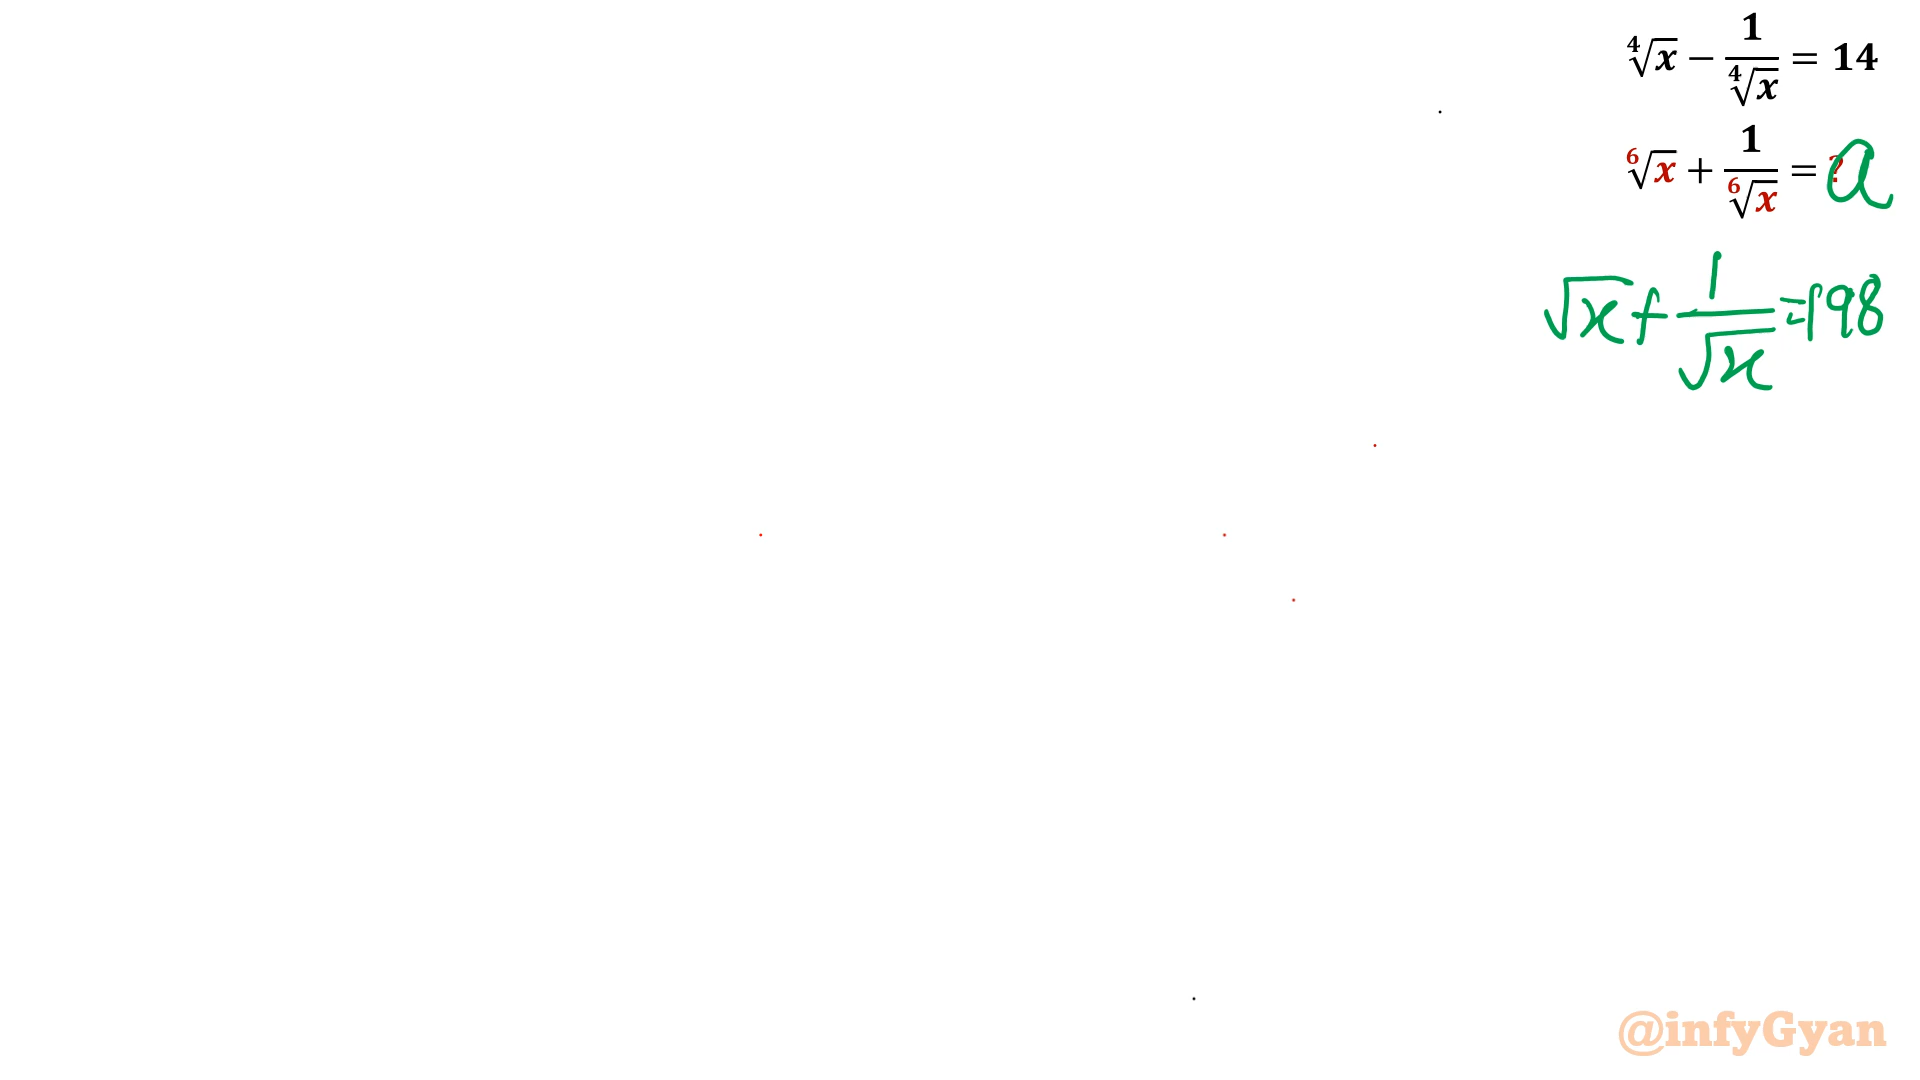 ∜x − 1/∜x = 14
⁶√x + 1/⁶√x = ? a
√x + 1/√x = 198
@infyGyan